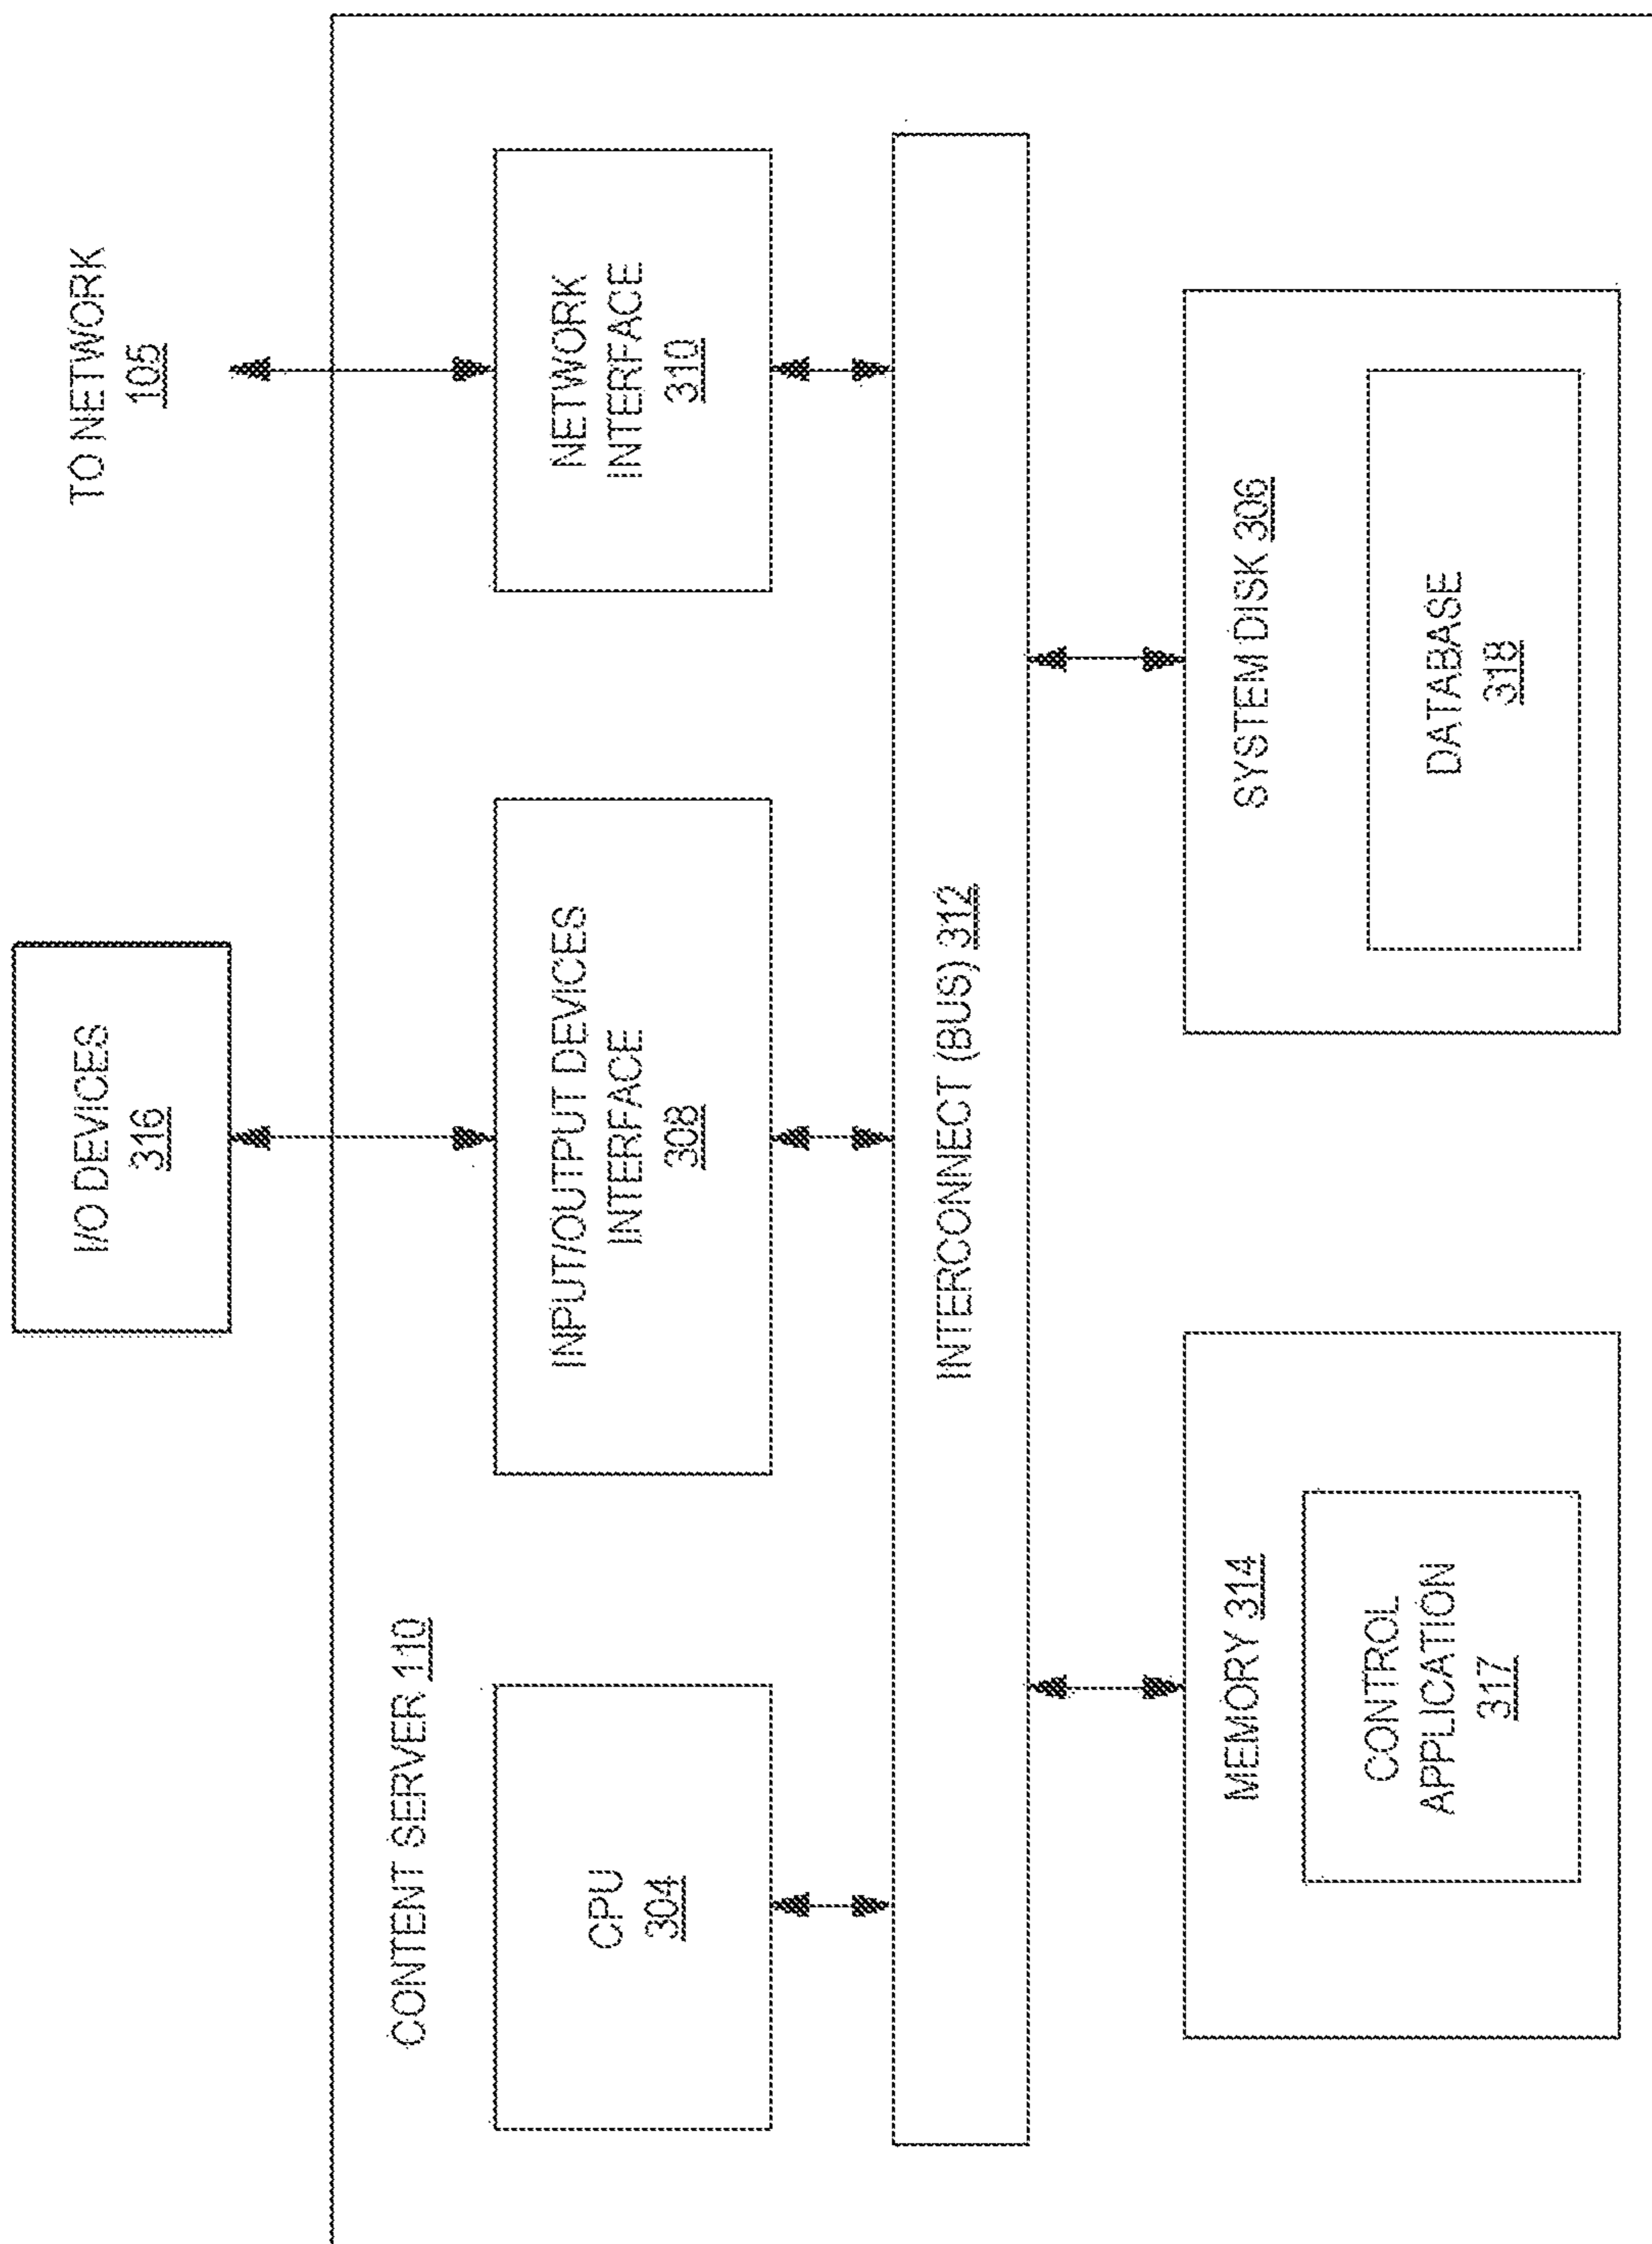 I/O DEVICES
316
TO NETWORK
105
CONTENT SERVER 110
CPU
304
INPUT/OUTPUT DEVICES
INTERFACE
308
NETWORK
INTERFACE
310
INTERCONNECT (BUS) 312
MEMORY 314
CONTROL
APPLICATION
317
SYSTEM DISK 306
DATABASE
318